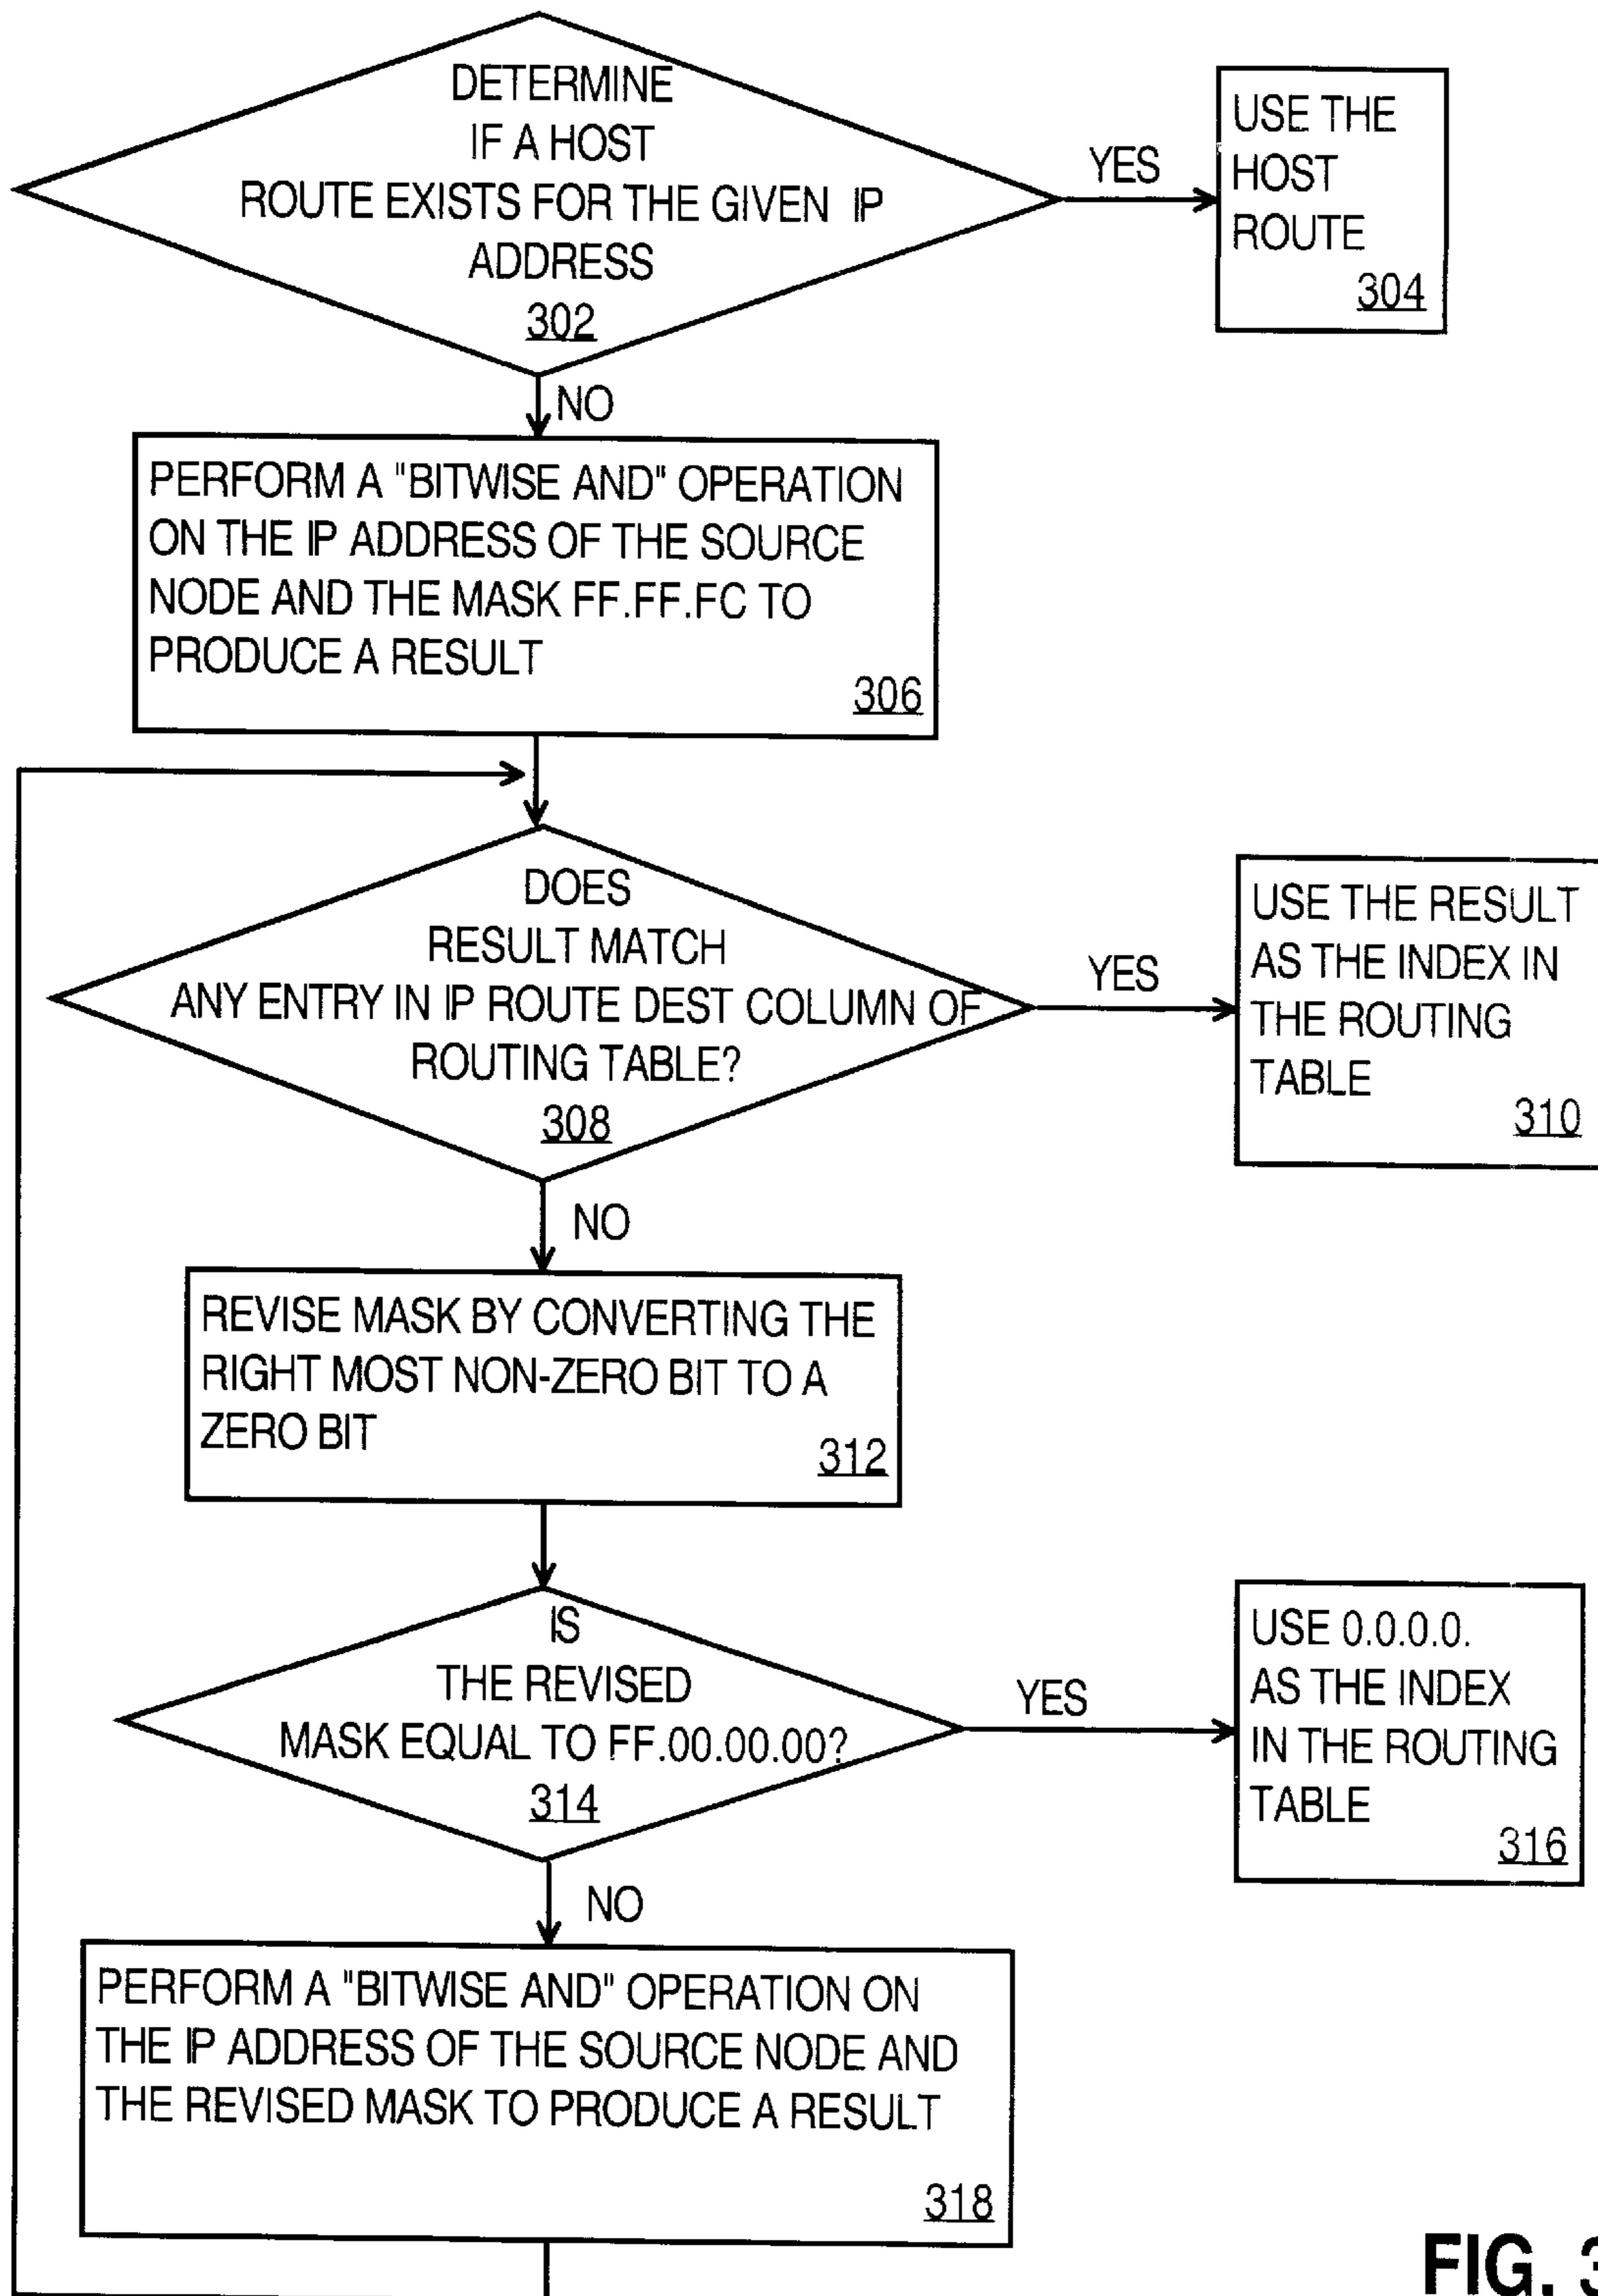 DETERMINE
IF A HOST
ROUTE EXISTS FOR THE GIVEN IP
ADDRESS
302
YES
USE THE
HOST
ROUTE
304
NO
PERFORM A "BITWISE AND" OPERATION
ON THE IP ADDRESS OF THE SOURCE
NODE AND THE MASK FF.FF.FC TO
PRODUCE A RESULT
306
DOES
RESULT MATCH
ANY ENTRY IN IP ROUTE DEST COLUMN OF
ROUTING TABLE?
308
YES
USE THE RESULT
AS THE INDEX IN
THE ROUTING
TABLE
310
NO
REVISE MASK BY CONVERTING THE
RIGHT MOST NON-ZERO BIT TO A
ZERO BIT
312
IS
THE REVISED
MASK EQUAL TO FF.00.00.00?
314
YES
USE 0.0.0.0.
AS THE INDEX
IN THE ROUTING
TABLE
316
NO
PERFORM A "BITWISE AND" OPERATION ON
THE IP ADDRESS OF THE SOURCE NODE AND
THE REVISED MASK TO PRODUCE A RESULT
318
FIG. 3